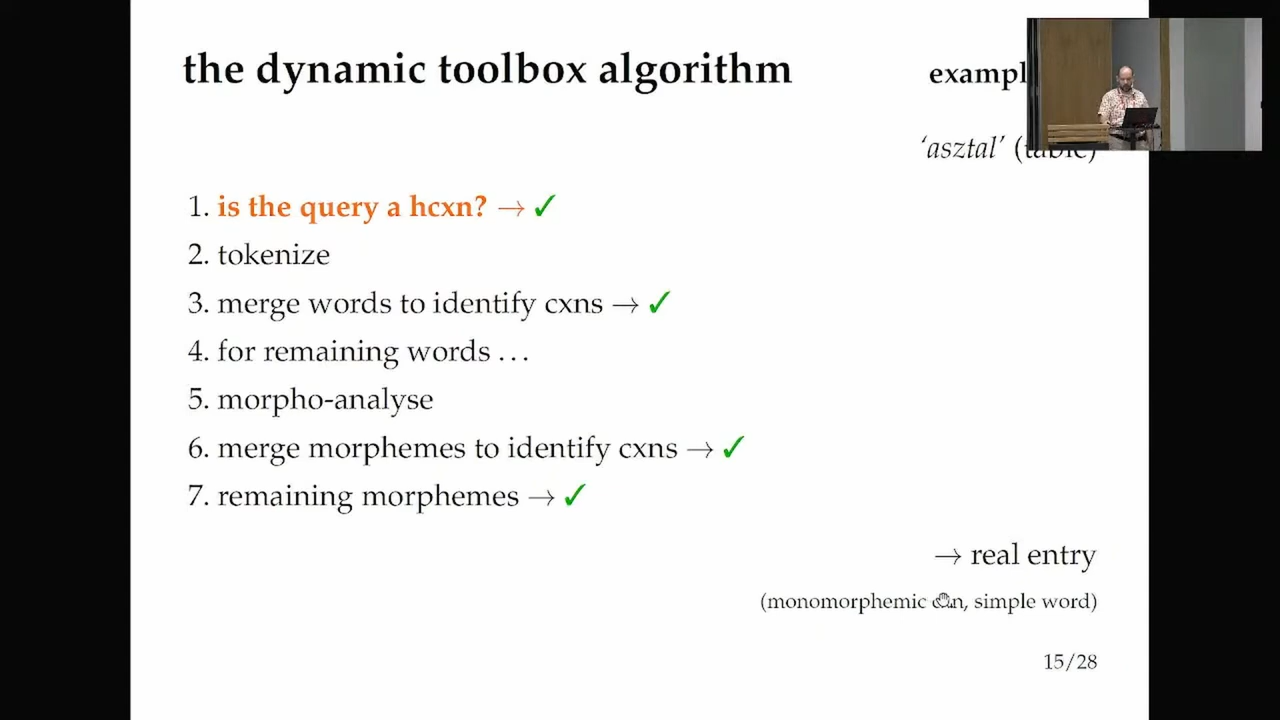 the dynamic toolbox algorithm
'asztal' (table)
1. is the query a hcxn? → ✓
2. tokenize
3. merge words to identify cxns → ✓
4. for remaining words …
5. morpho-analyse
6. merge morphemes to identify cxns → ✓
7. remaining morphemes → ✓
→ real entry
(monomorphemic simple word)
15/28